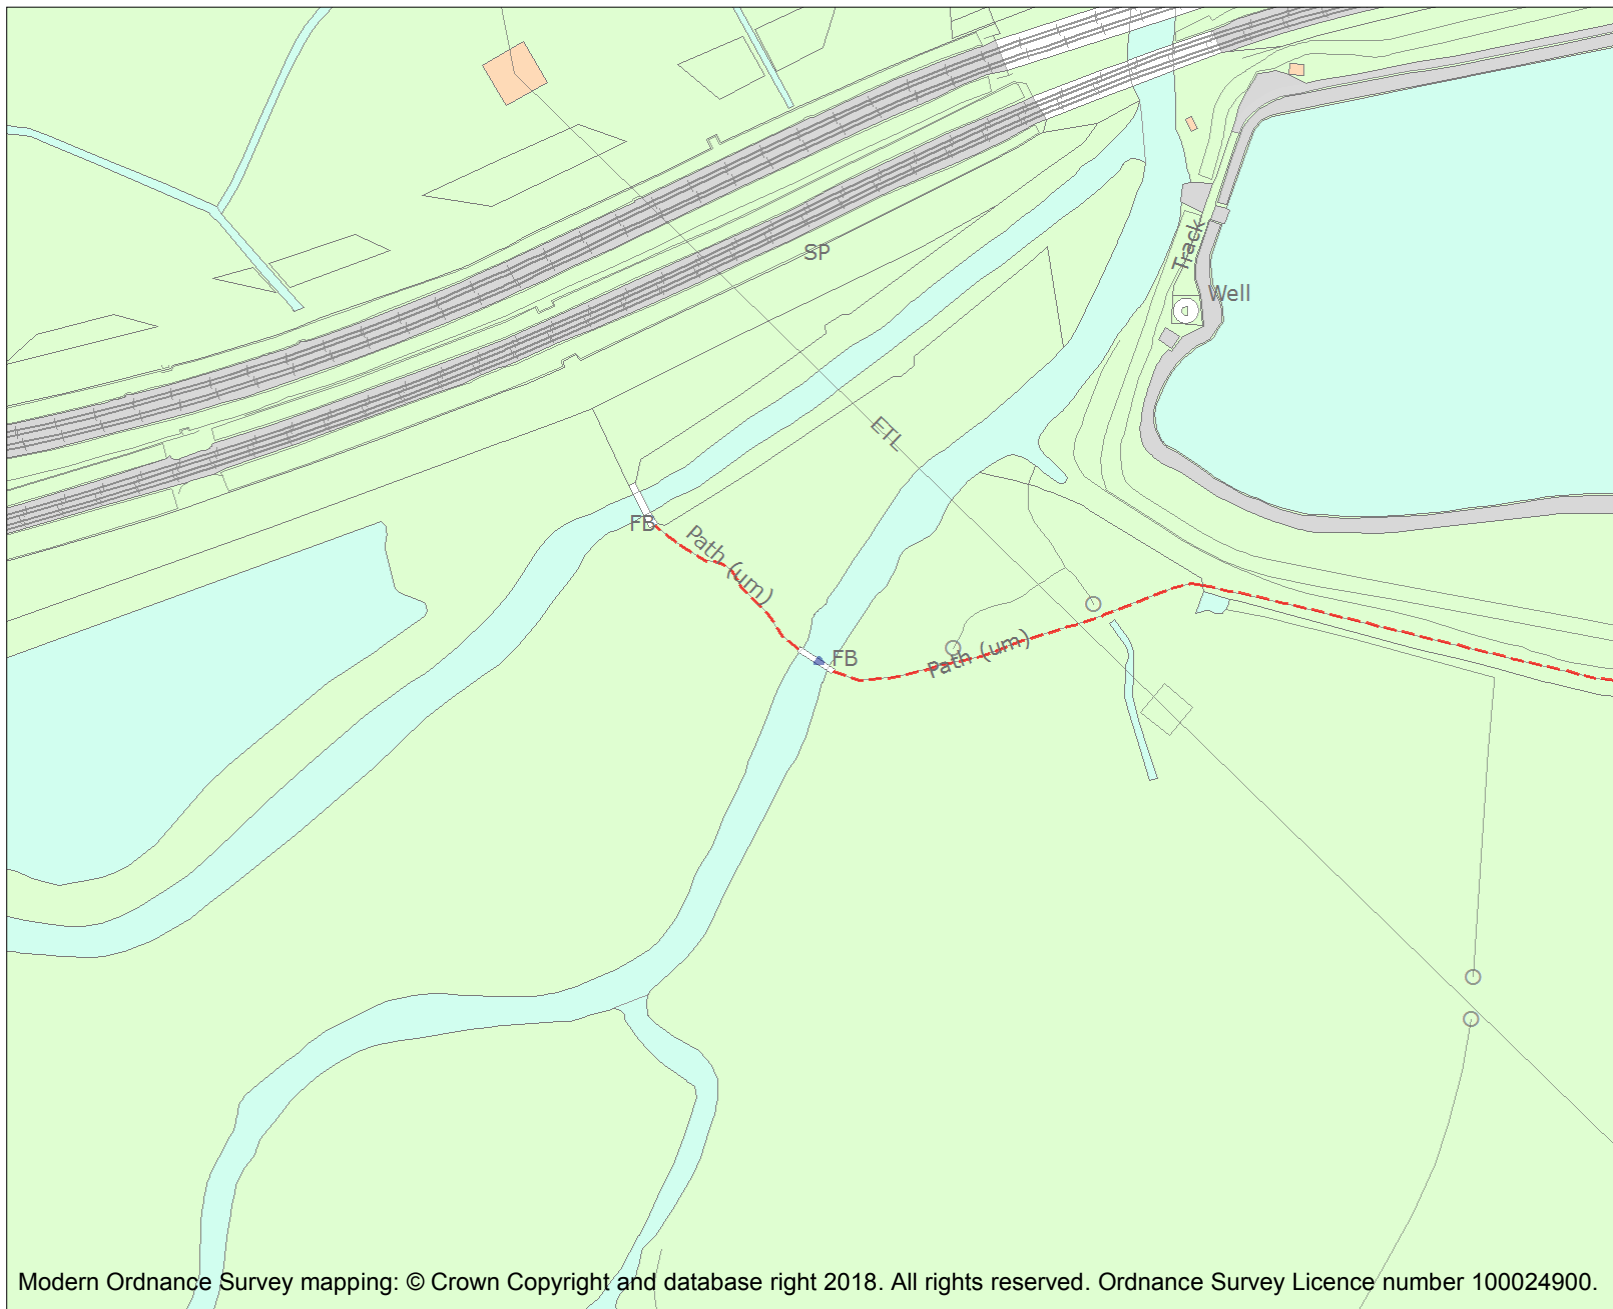 SP
Track
Well
ETL
FB
Path (um)
Path (um)
FB
Modern Ordnance Survey mapping: © Crown Copyright and database right 2018. All rights reserved. Ordnance Survey Licence number 100024900.